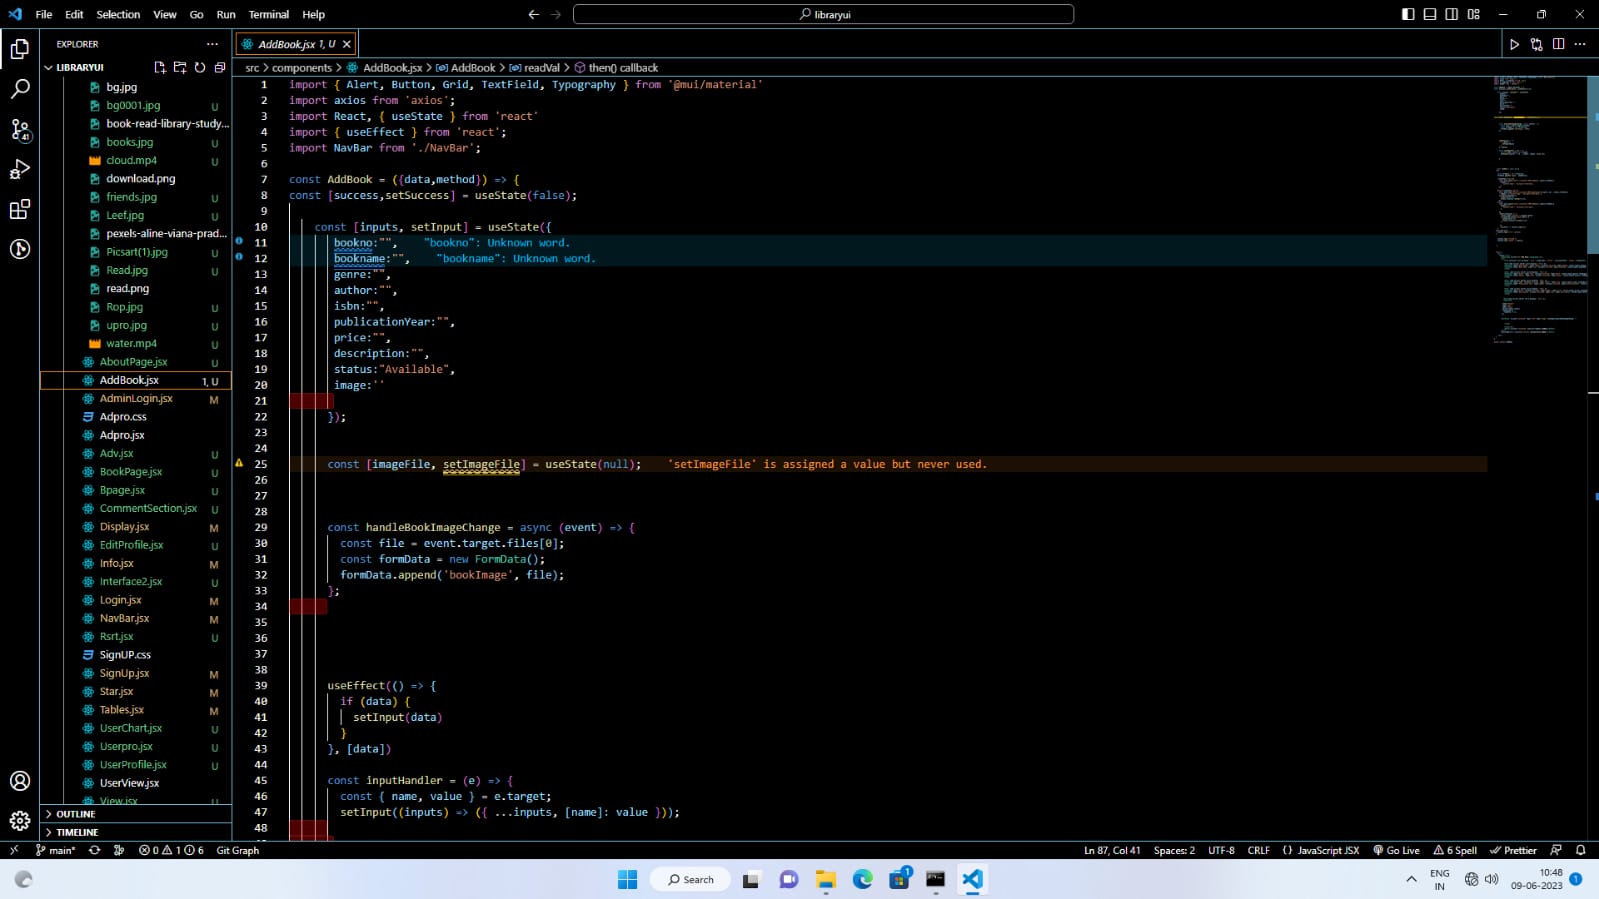 File Edit Selection View Go Run Terminal Help
libraryui
EXPLORER
LIBRARYUI
bg.jpg
bg0001.jpg U
book-read-library-study...
books.jpg U
cloud.mp4 U
download.png
friends.jpg U
Leef.jpg U
pexels-aline-viana-prad...
Picsart(1).jpg U
Read.jpg U
read.png
Rop.jpg U
upro.jpg U
water.mp4 U
AboutPage.jsx U
AddBook.jsx 1, U
AdminLogin.jsx M
Adpro.css
Adpro.jsx
Adv.jsx U
BookPage.jsx U
Bpage.jsx U
CommentSection.jsx U
Display.jsx M
EditProfile.jsx U
Info.jsx M
Interface2.jsx U
Login.jsx M
NavBar.jsx M
Rsrt.jsx U
SignUP.css
SignUp.jsx M
Star.jsx M
Tables.jsx M
UserChart.jsx U
Userpro.jsx U
UserProfile.jsx U
UserView.jsx
View.jsx U
OUTLINE
TIMELINE
41
AddBook.jsx 1, U
src > components > AddBook.jsx > AddBook > readVal > then() callback
1 import { Alert, Button, Grid, TextField, Typography } from '@mui/material'
2 import axios from 'axios';
3 import React, { useState } from 'react'
4 import { useEffect } from 'react';
5 import NavBar from './NavBar';
6
7 const AddBook = ({data,method}) => {
8 const [success,setSuccess] = useState(false);
9
10 const [inputs, setInput] = useState({
11 bookno:"", "bookno": Unknown word.
12 bookname:"", "bookname": Unknown word.
13 genre:"",
14 author:"",
15 isbn:"",
16 publicationYear:"",
17 price:"",
18 description:"",
19 status:"Available",
20 image:''
21
22 });
23
24
25 const [imageFile, setImageFile] = useState(null); 'setImageFile' is assigned a value but never used.
26
27
28
29 const handleBookImageChange = async (event) => {
30 const file = event.target.files[0];
31 const formData = new FormData();
32 formData.append('bookImage', file);
33 };
34
35
36
37
38
39 useEffect(() => {
40 if (data) {
41 setInput(data)
42 }
43 }, [data])
44
45 const inputHandler = (e) => {
46 const { name, value } = e.target;
47 setInput((inputs) => ({ ...inputs, [name]: value }));
48
main* 0 1 6 Git Graph Ln 87, Col 41 Spaces: 2 UTF-8 CRLF {} JavaScript JSX Go Live 6 Spell Prettier
Search 1 ENG IN 10:48 09-06-2023 1